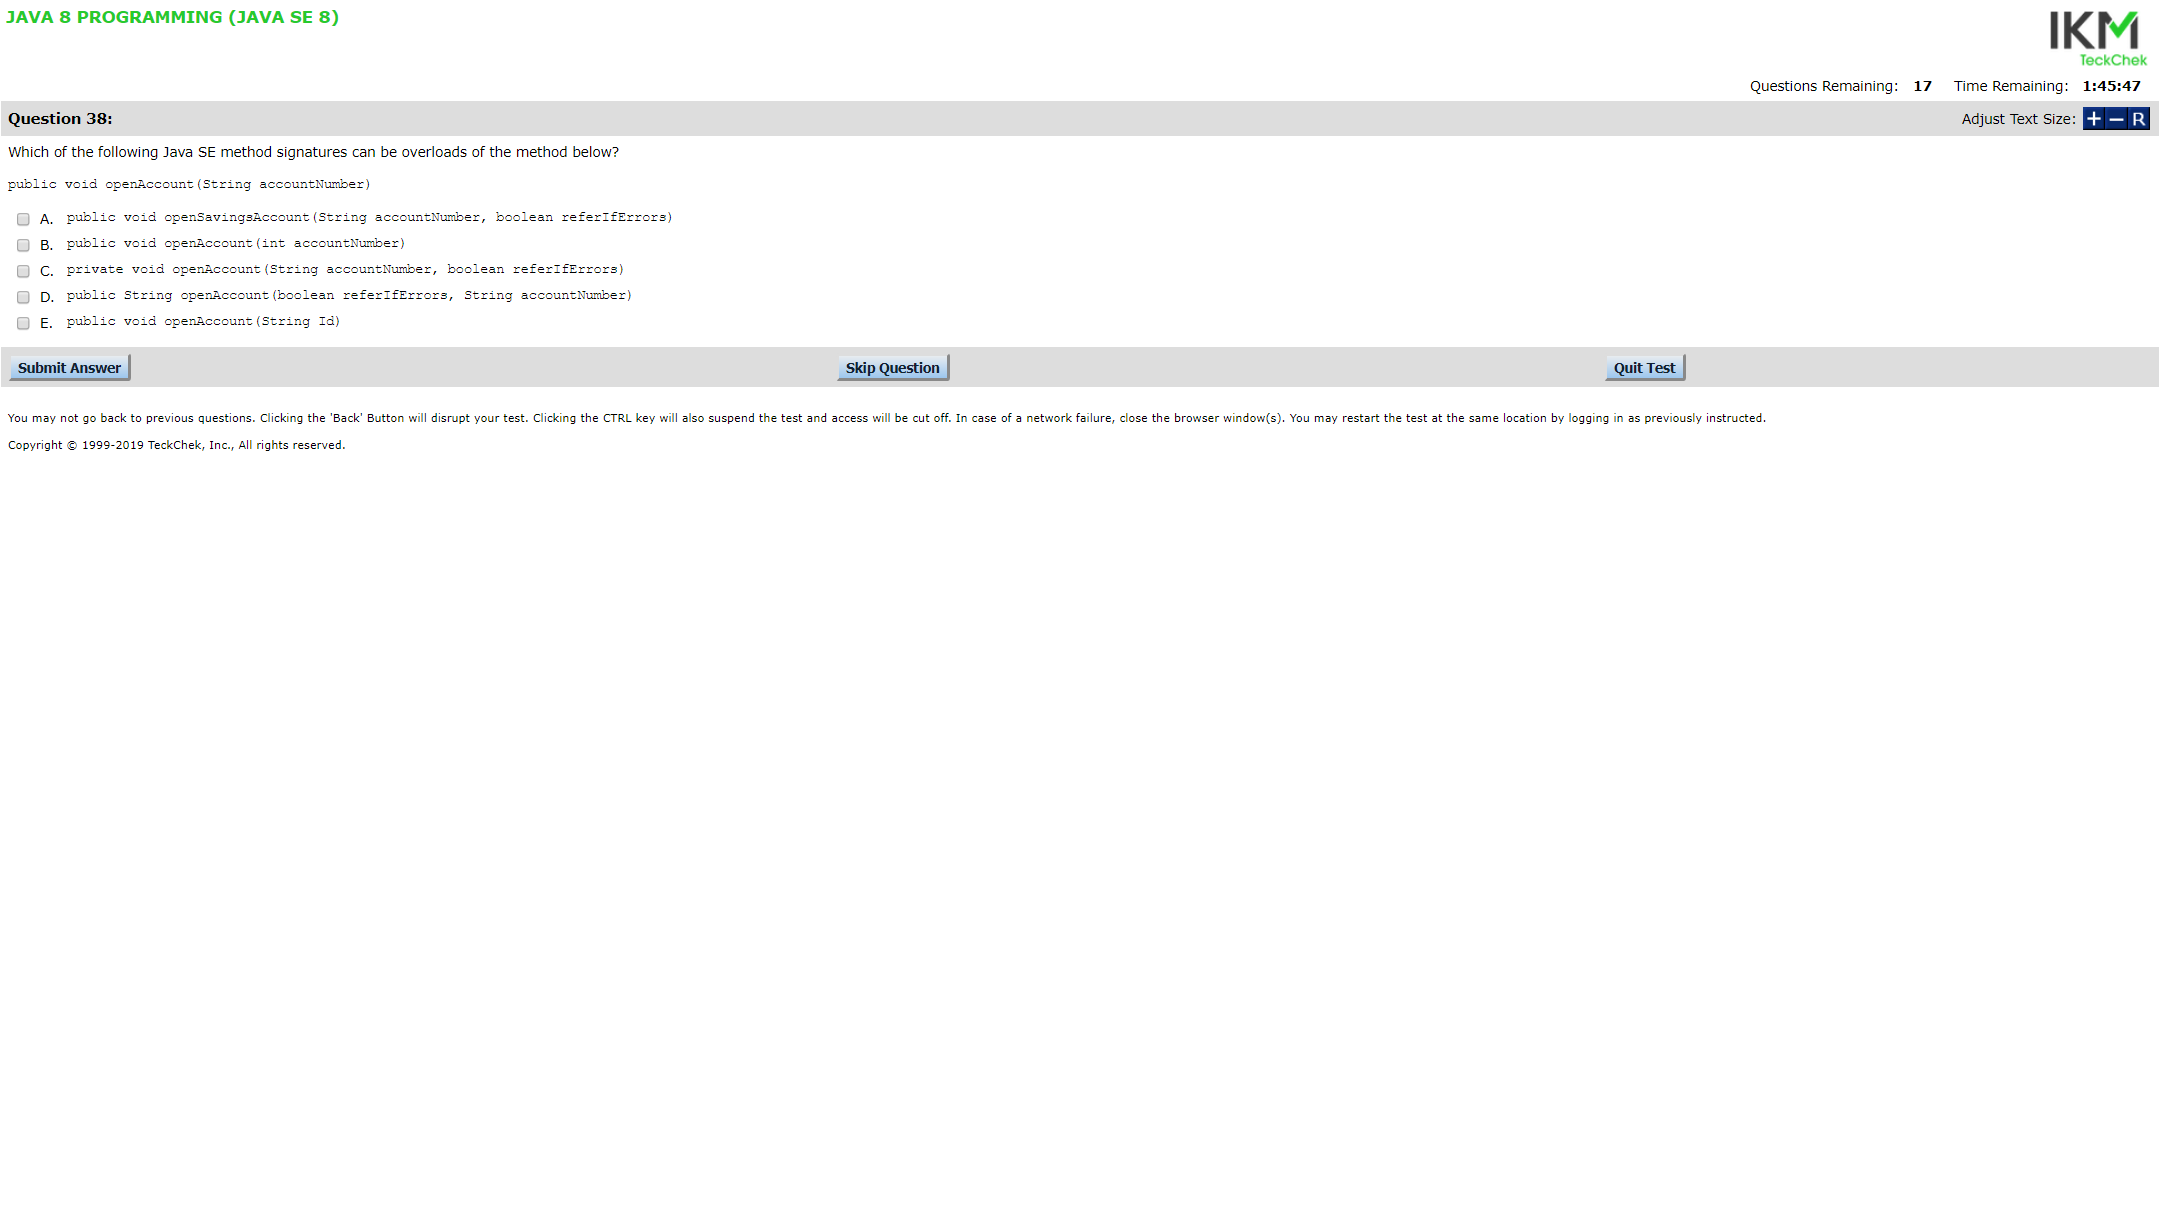 JAVA 8 PROGRAMMING (JAVA SE 8)
IKM
TeckChek
Questions Remaining: 17 Time Remaining: 1:45:47
Question 38:
Adjust Text Size: + − R
Which of the following Java SE method signatures can be overloads of the method below?
public void openAccount(String accountNumber)
A. public void openSavingsAccount(String accountNumber, boolean referIfErrors)
B. public void openAccount(int accountNumber)
C. private void openAccount(String accountNumber, boolean referIfErrors)
D. public String openAccount(boolean referIfErrors, String accountNumber)
E. public void openAccount(String Id)
Submit Answer Skip Question Quit Test
You may not go back to previous questions. Clicking the 'Back' Button will disrupt your test. Clicking the CTRL key will also suspend the test and access will be cut off. In case of a network failure, close the browser window(s). You may restart the test at the same location by logging in as previously instructed.
Copyright © 1999-2019 TeckChek, Inc., All rights reserved.